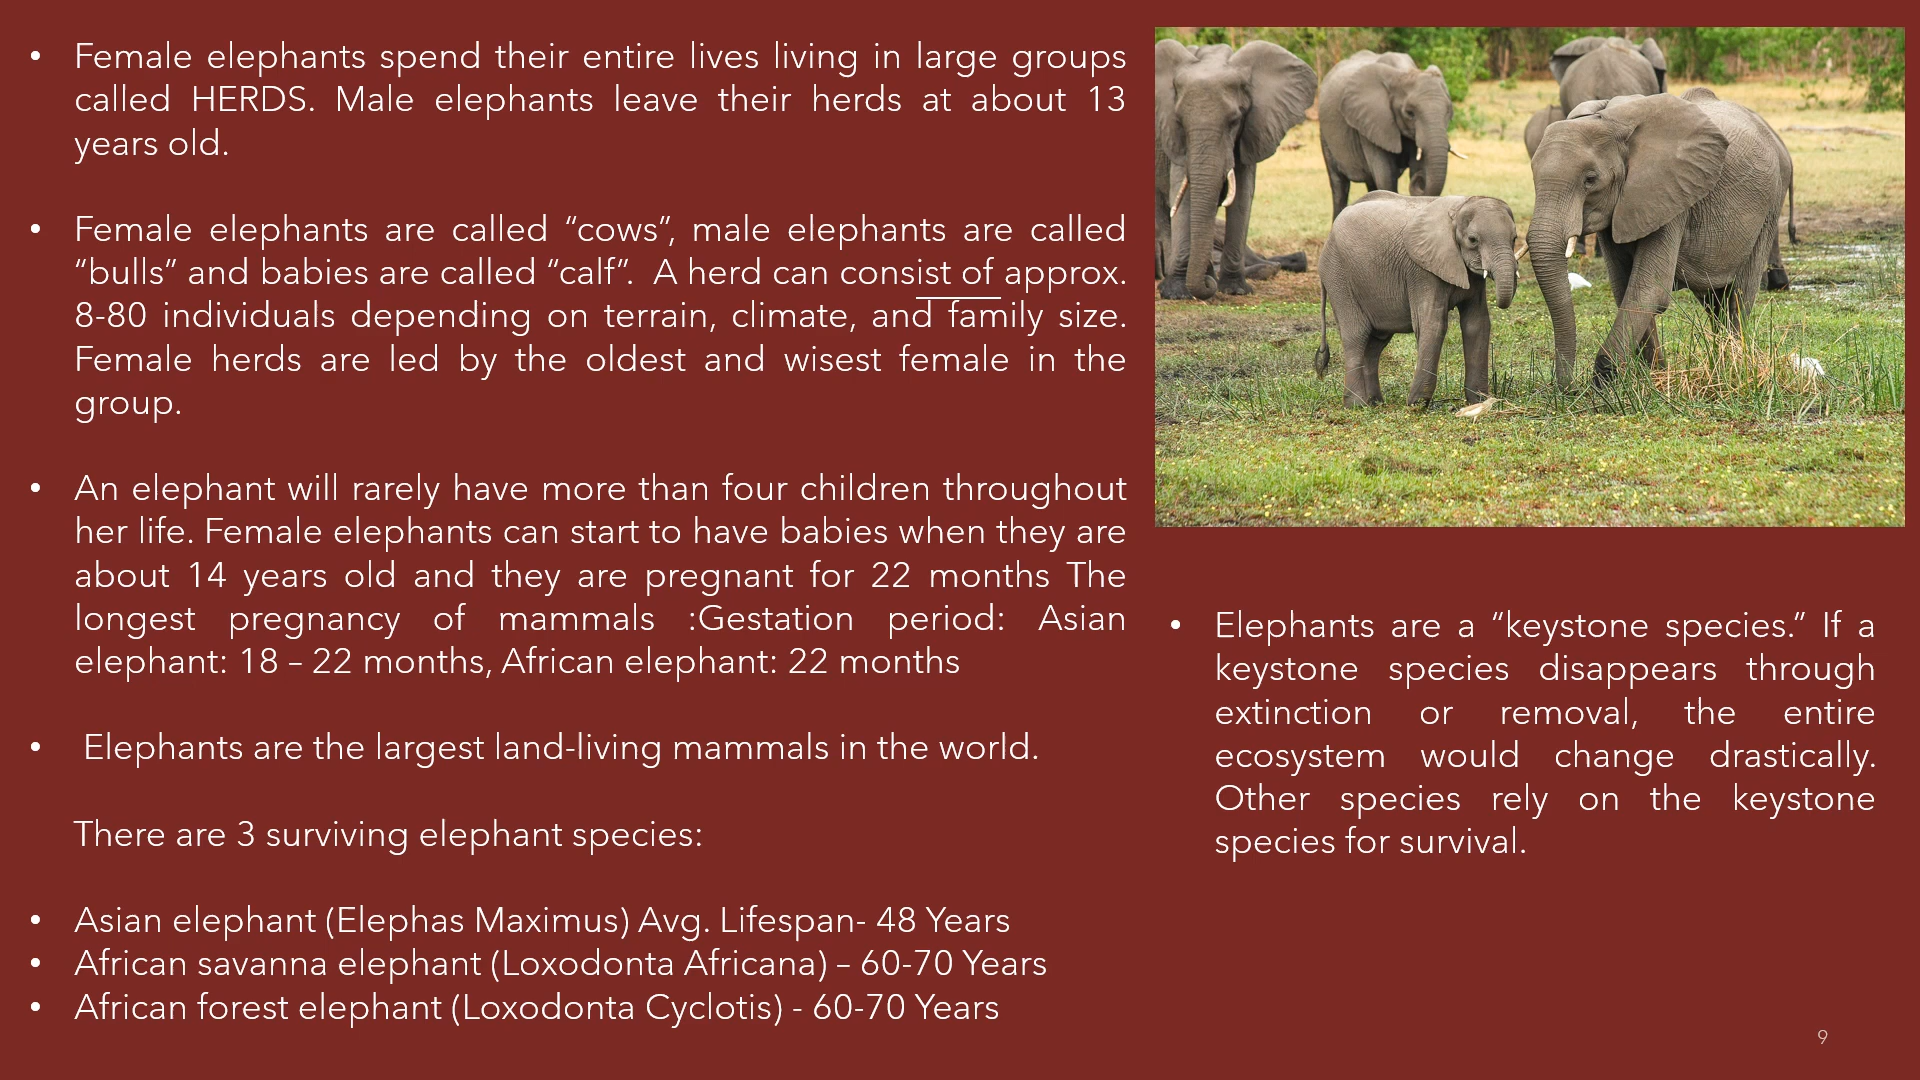 • Female elephants spend their entire lives living in large groups
called HERDS. Male elephants leave their herds at about 13
years old.
• Female elephants are called “cows”, male elephants are called
“bulls” and babies are called “calf”.  A herd can consist of approx.
8-80 individuals depending on terrain, climate, and family size.
Female herds are led by the oldest and wisest female in the
group.
• An elephant will rarely have more than four children throughout
her life. Female elephants can start to have babies when they are
about 14 years old and they are pregnant for 22 months The
longest pregnancy of mammals :Gestation period: Asian
elephant: 18 – 22 months, African elephant: 22 months
• Elephants are the largest land-living mammals in the world.
There are 3 surviving elephant species:
• Asian elephant (Elephas Maximus) Avg. Lifespan- 48 Years
• African savanna elephant (Loxodonta Africana) – 60-70 Years
• African forest elephant (Loxodonta Cyclotis) - 60-70 Years
• Elephants are a “keystone species.” If a
keystone species disappears through
extinction or removal, the entire
ecosystem would change drastically.
Other species rely on the keystone
species for survival.
9